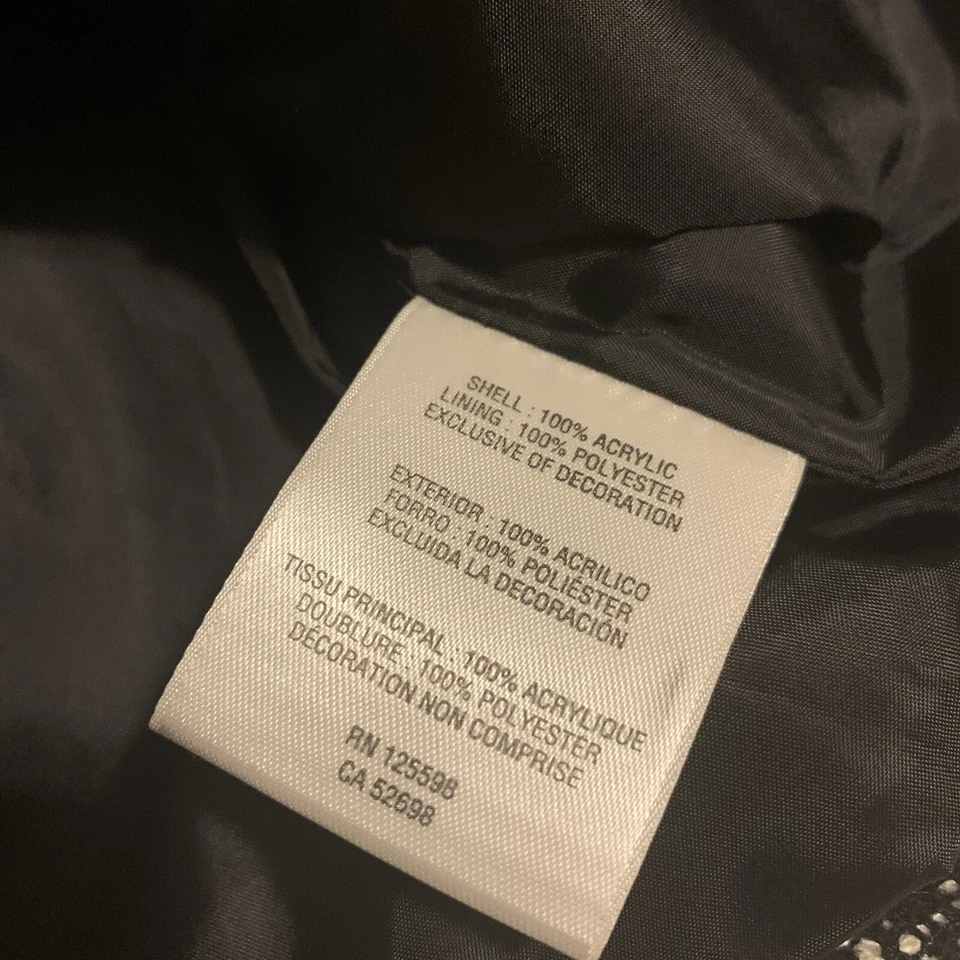 SHELL : 100% ACRYLIC
LINING : 100% POLYESTER
EXCLUSIVE OF DECORATION
EXTERIOR : 100% ACRILICO
FORRO : 100% POLIÉSTER
EXCLUIDA LA DECORACIÓN
TISSU PRINCIPAL : 100% ACRYLIQUE
DOUBLURE : 100% POLYESTER
DÉCORATION NON COMPRISE
RN 125598
CA 52698